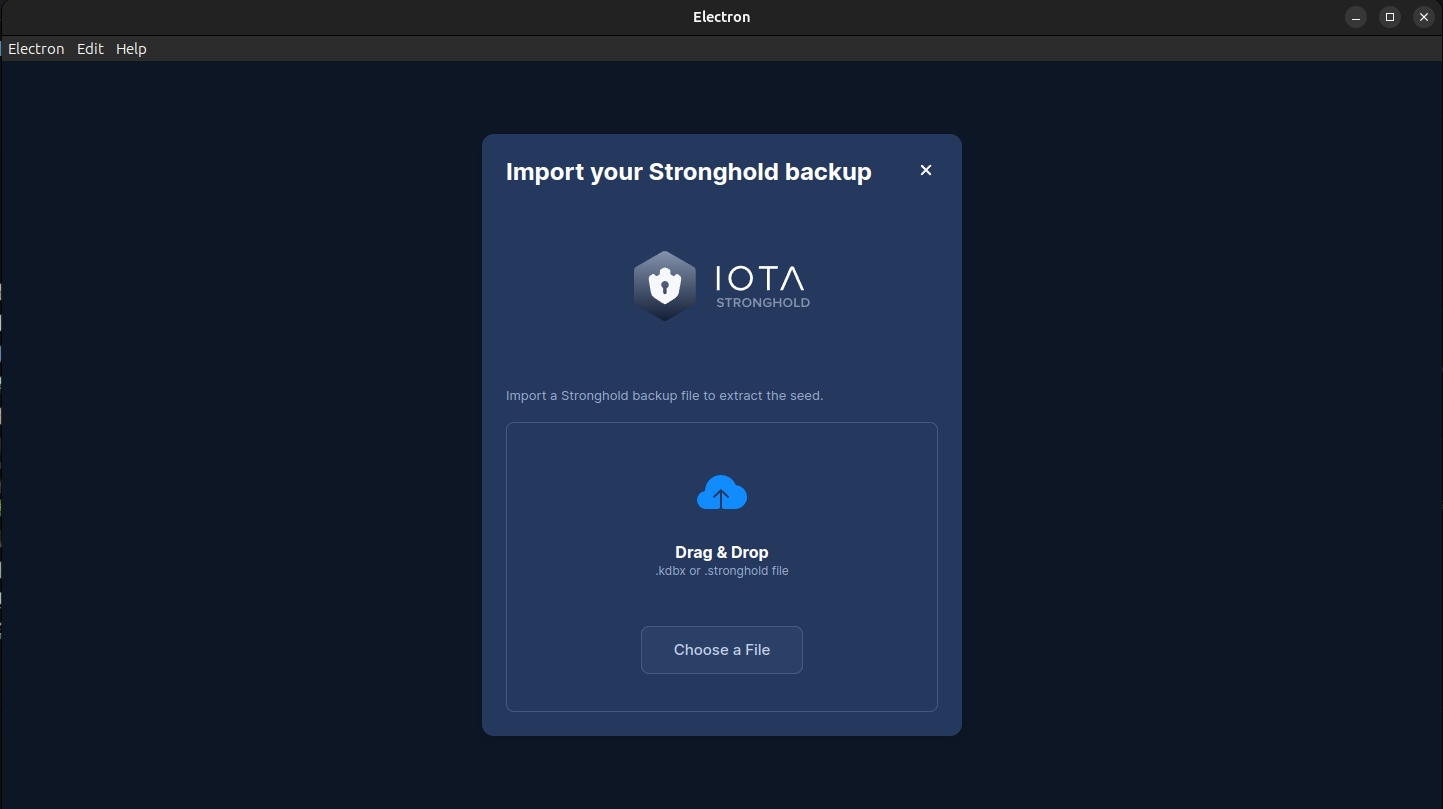 Electron
Electron Edit Help
Import your Stronghold backup
IOTA
STRONGHOLD
Import a Stronghold backup file to extract the seed.
Drag & Drop
.kdbx or .stronghold file
Choose a File